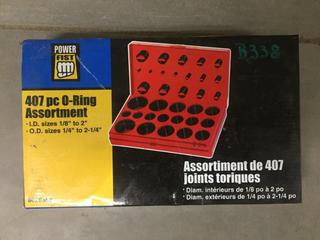 POWER
FIST
407 pc O-Ring
Assortment
• I.D. sizes 1/8" to 2"
• O.D. sizes 1/4" to 2-1/4"
B338
Assortiment de 407
joints toriques
• Diam. intérieurs de 1/8 po à 2 po
• Diam. extérieurs de 1/4 po à 2-1/4 po